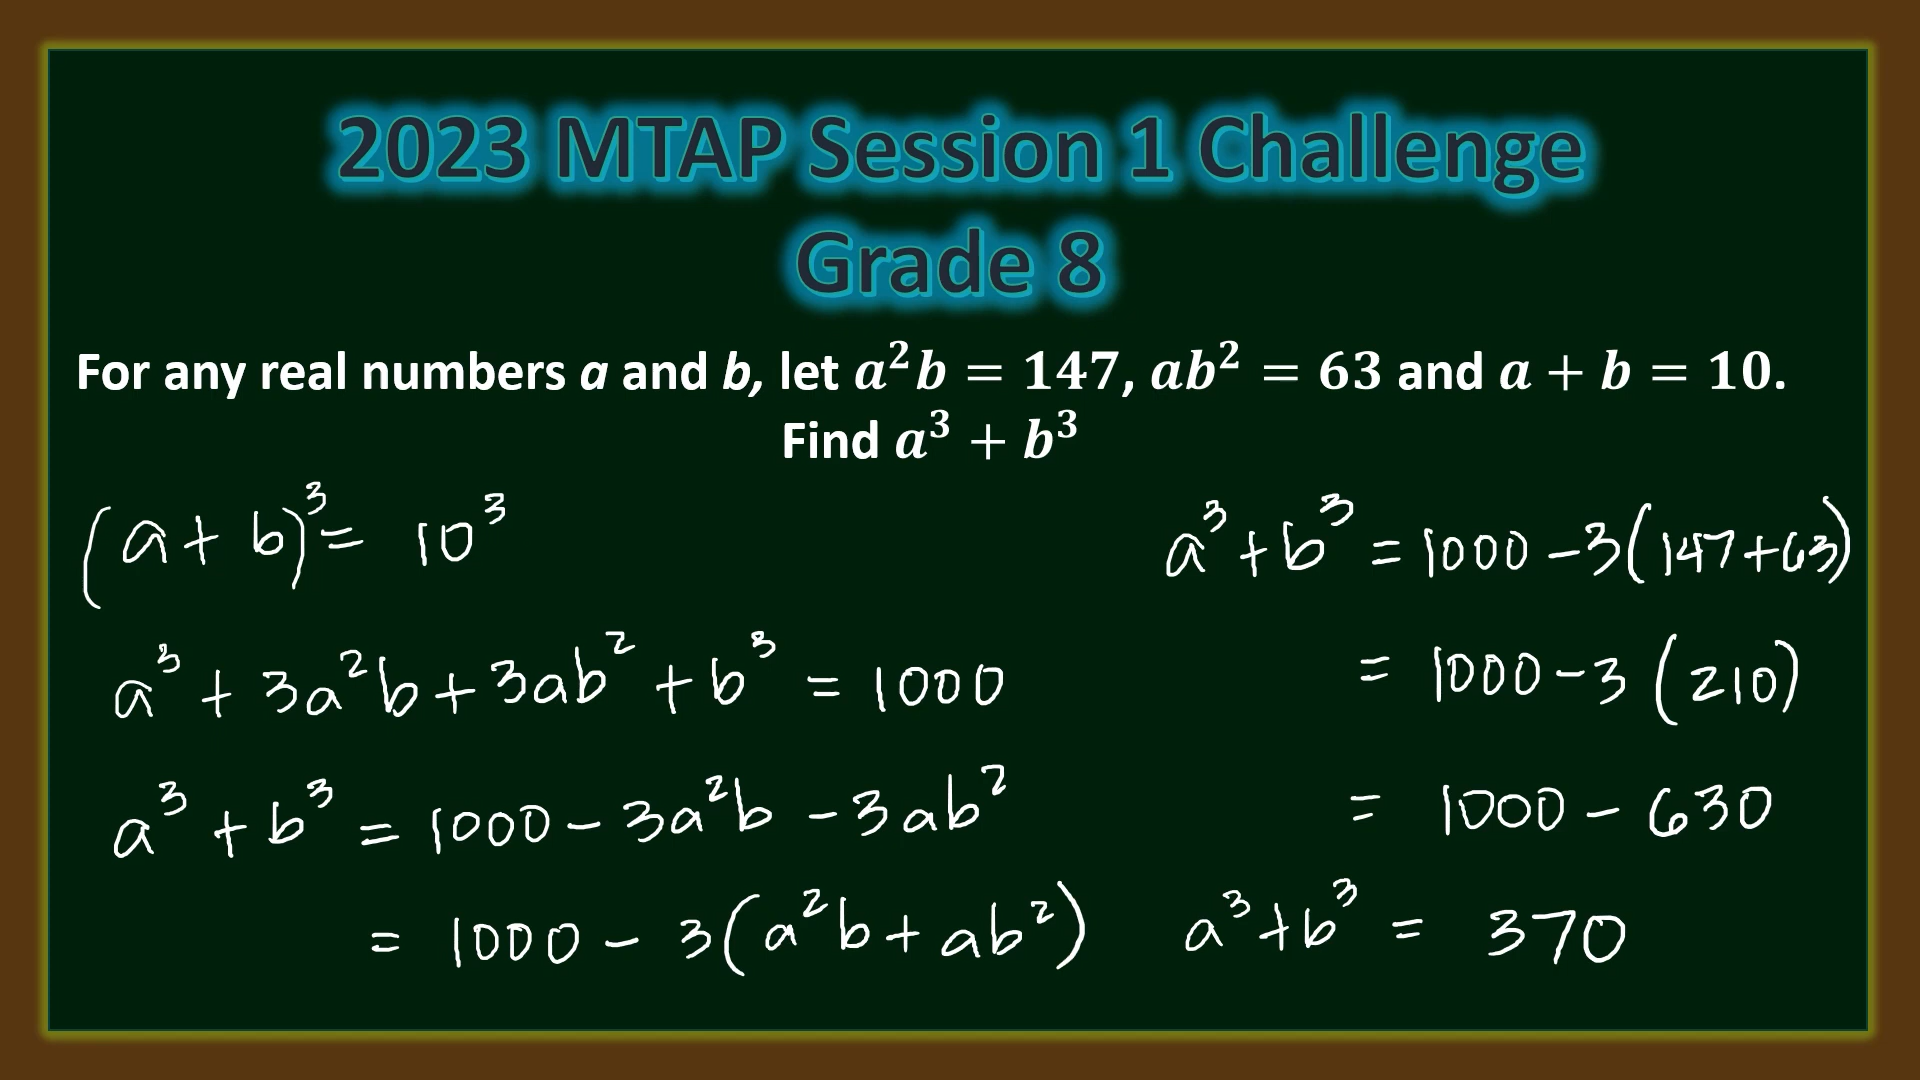 2023 MTAP Session 1 Challenge
Grade 8
For any real numbers a and b, let a²b = 147, ab² = 63 and a + b = 10.
Find a³ + b³
(a + b)³ = 10³
a³ + 3a²b + 3ab² + b³ = 1000
a³ + b³ = 1000 − 3a²b − 3ab²
= 1000 − 3(a²b + ab²)
a³ + b³ = 1000 − 3(147 + 63)
= 1000 − 3(210)
= 1000 − 630
a³ + b³ = 370